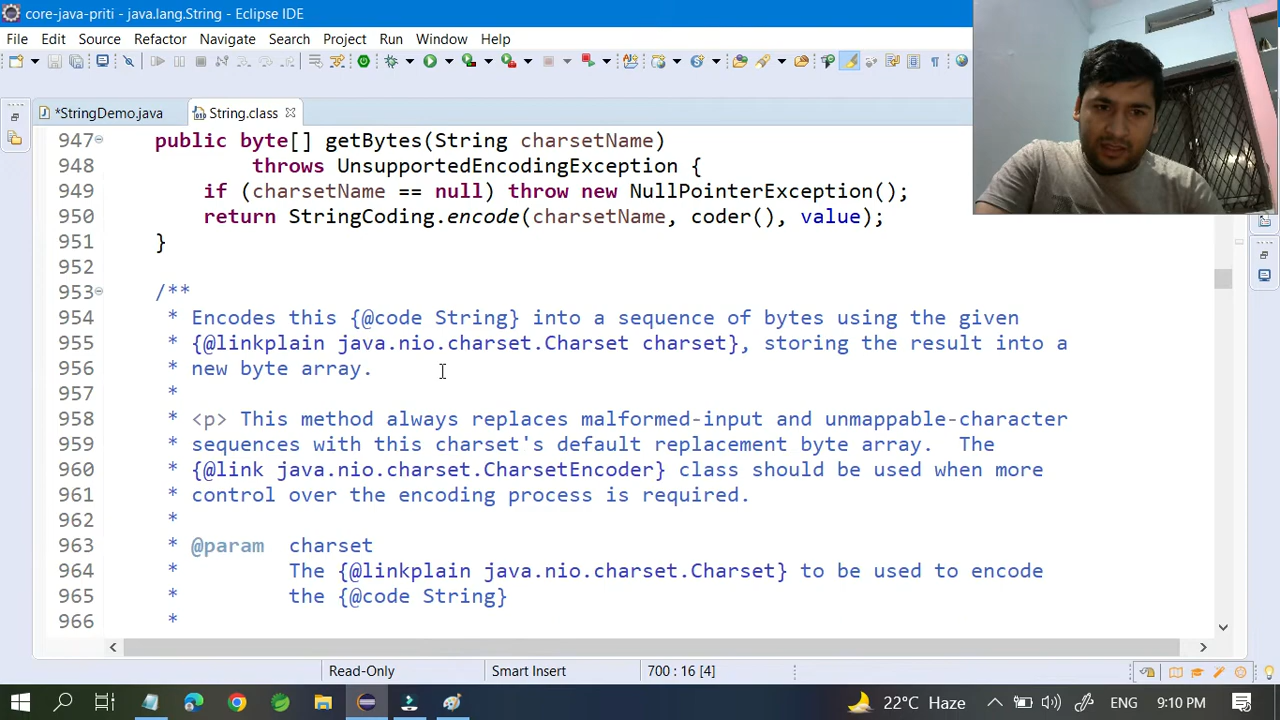 core-java-priti - java.lang.String - Eclipse IDE
File Edit Source Refactor Navigate Search Project Run Window Help
*StringDemo.java String.class
947 public byte[] getBytes(String charsetName)
948 throws UnsupportedEncodingException {
949 if (charsetName == null) throw new NullPointerException();
950 return StringCoding.encode(charsetName, coder(), value);
951 }
952
953 /**
954 * Encodes this {@code String} into a sequence of bytes using the given
955 * {@linkplain java.nio.charset.Charset charset}, storing the result into a
956 * new byte array.
957 *
958 * <p> This method always replaces malformed-input and unmappable-character
959 * sequences with this charset's default replacement byte array. The
960 * {@link java.nio.charset.CharsetEncoder} class should be used when more
961 * control over the encoding process is required.
962 *
963 * @param charset
964 * The {@linkplain java.nio.charset.Charset} to be used to encode
965 * the {@code String}
966 *
Read-Only Smart Insert 700 : 16 [4]
22°C Haze ENG 9:10 PM